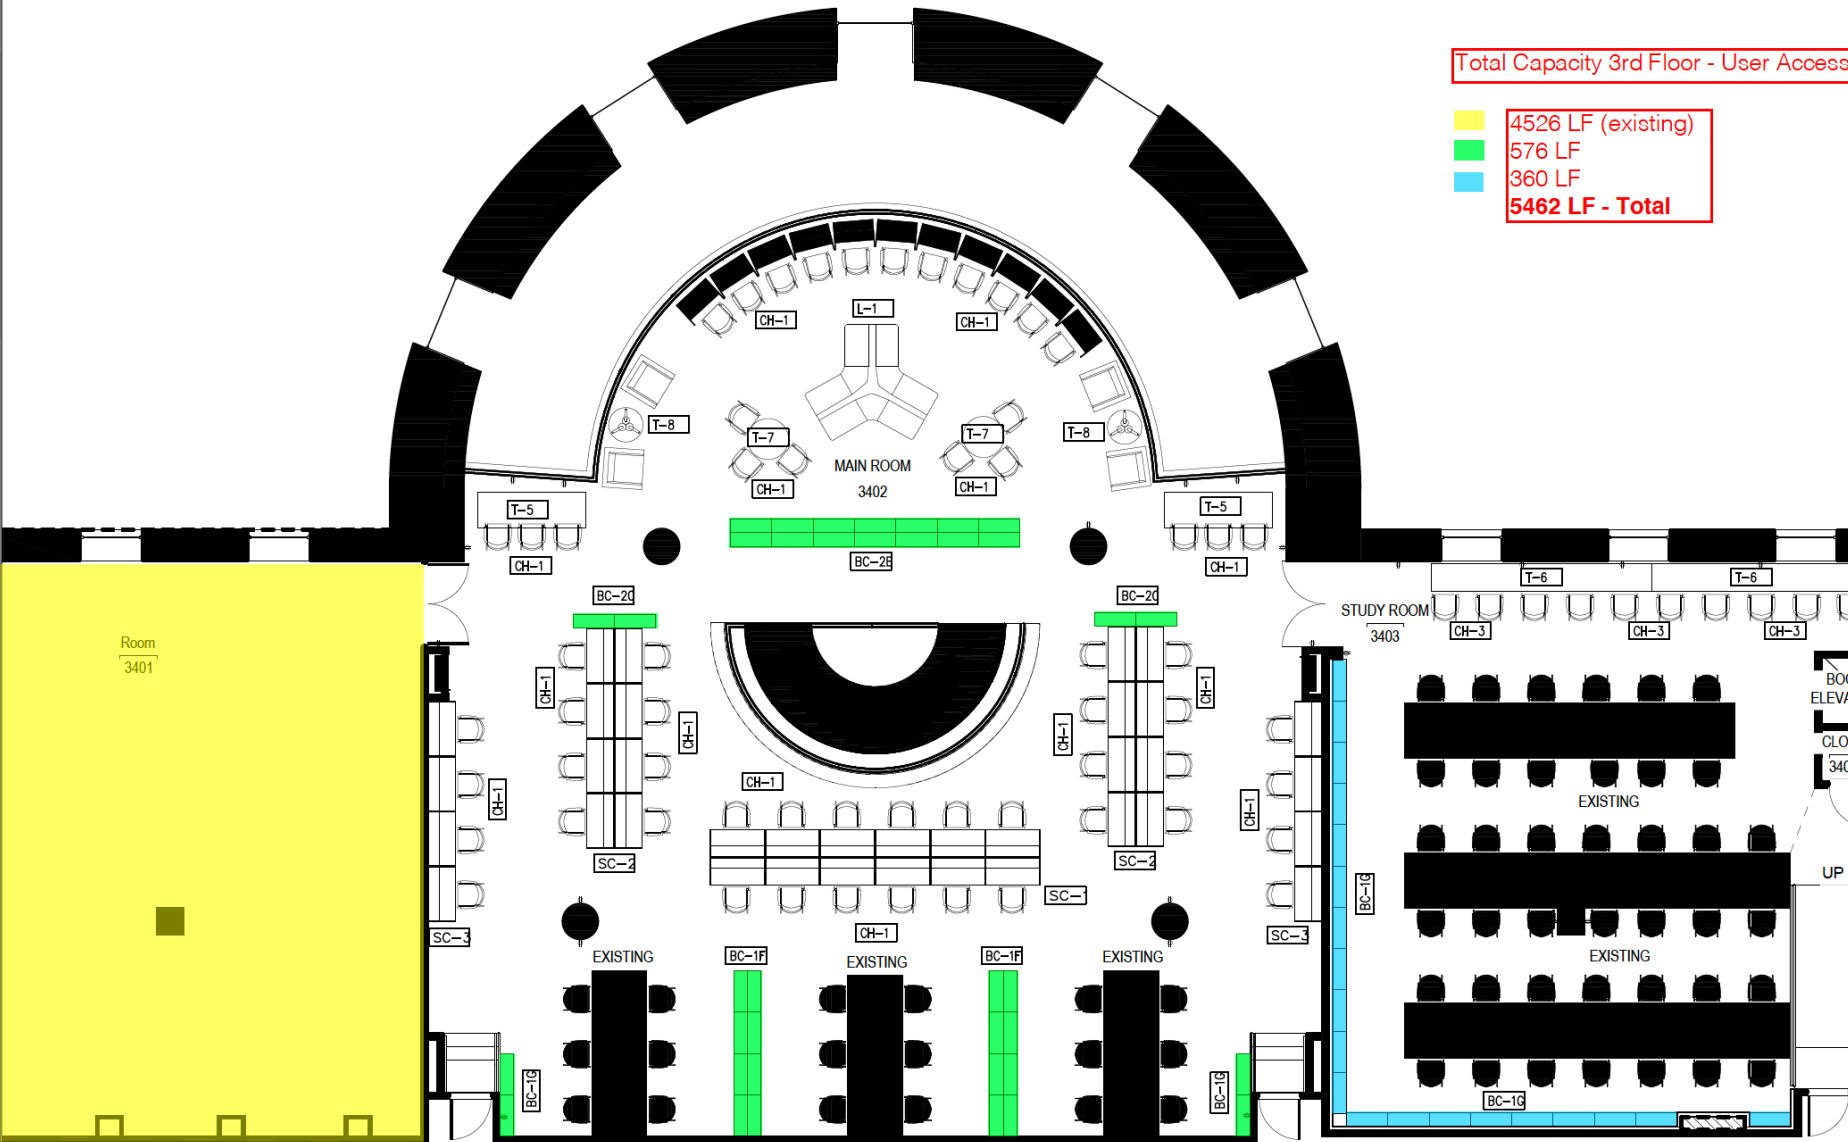 Total Capacity 3rd Floor - User Access
4526 LF (existing)
576 LF
360 LF
5462 LF - Total
L-1
CH-1
CH-1
T-8
T-7
T-7
T-8
MAIN ROOM
3402
CH-1
CH-1
T-5
T-5
BC-2E
CH-1
CH-1
T-6
T-6
BC-2C
BC-2C
STUDY ROOM
3403
CH-3
CH-3
CH-3
Room
3401
CH-1
CH-1
CH-1
CH-1
CH-1
CH-1
CH-1
SC-2
SC-2
EXISTING
UP
SC-1
BC-1G
CH-1
SC-3
SC-3
EXISTING
BC-1F
EXISTING
BC-1F
EXISTING
EXISTING
BC-1G
BC-1G
BC-1G